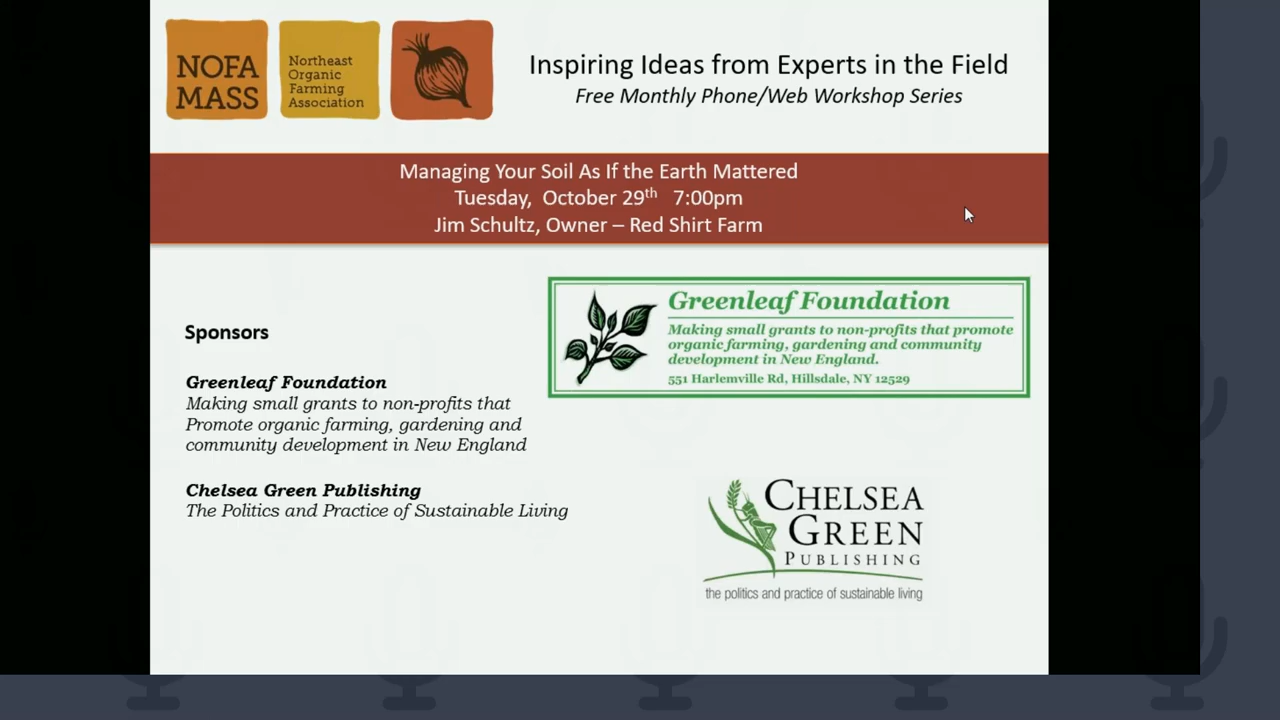 NOFA
MASS
Northeast
Organic
Farming
Association
Inspiring Ideas from Experts in the Field
Free Monthly Phone/Web Workshop Series
Managing Your Soil As If the Earth Mattered
Tuesday, October 29th 7:00pm
Jim Schultz, Owner – Red Shirt Farm
Sponsors
Greenleaf Foundation
Making small grants to non-profits that
Promote organic farming, gardening and
community development in New England
Chelsea Green Publishing
The Politics and Practice of Sustainable Living
Greenleaf Foundation
Making small grants to non-profits that promote
organic farming, gardening and community
development in New England.
551 Harlemville Rd, Hillsdale, NY 12529
CHELSEA
GREEN
PUBLISHING
the politics and practice of sustainable living